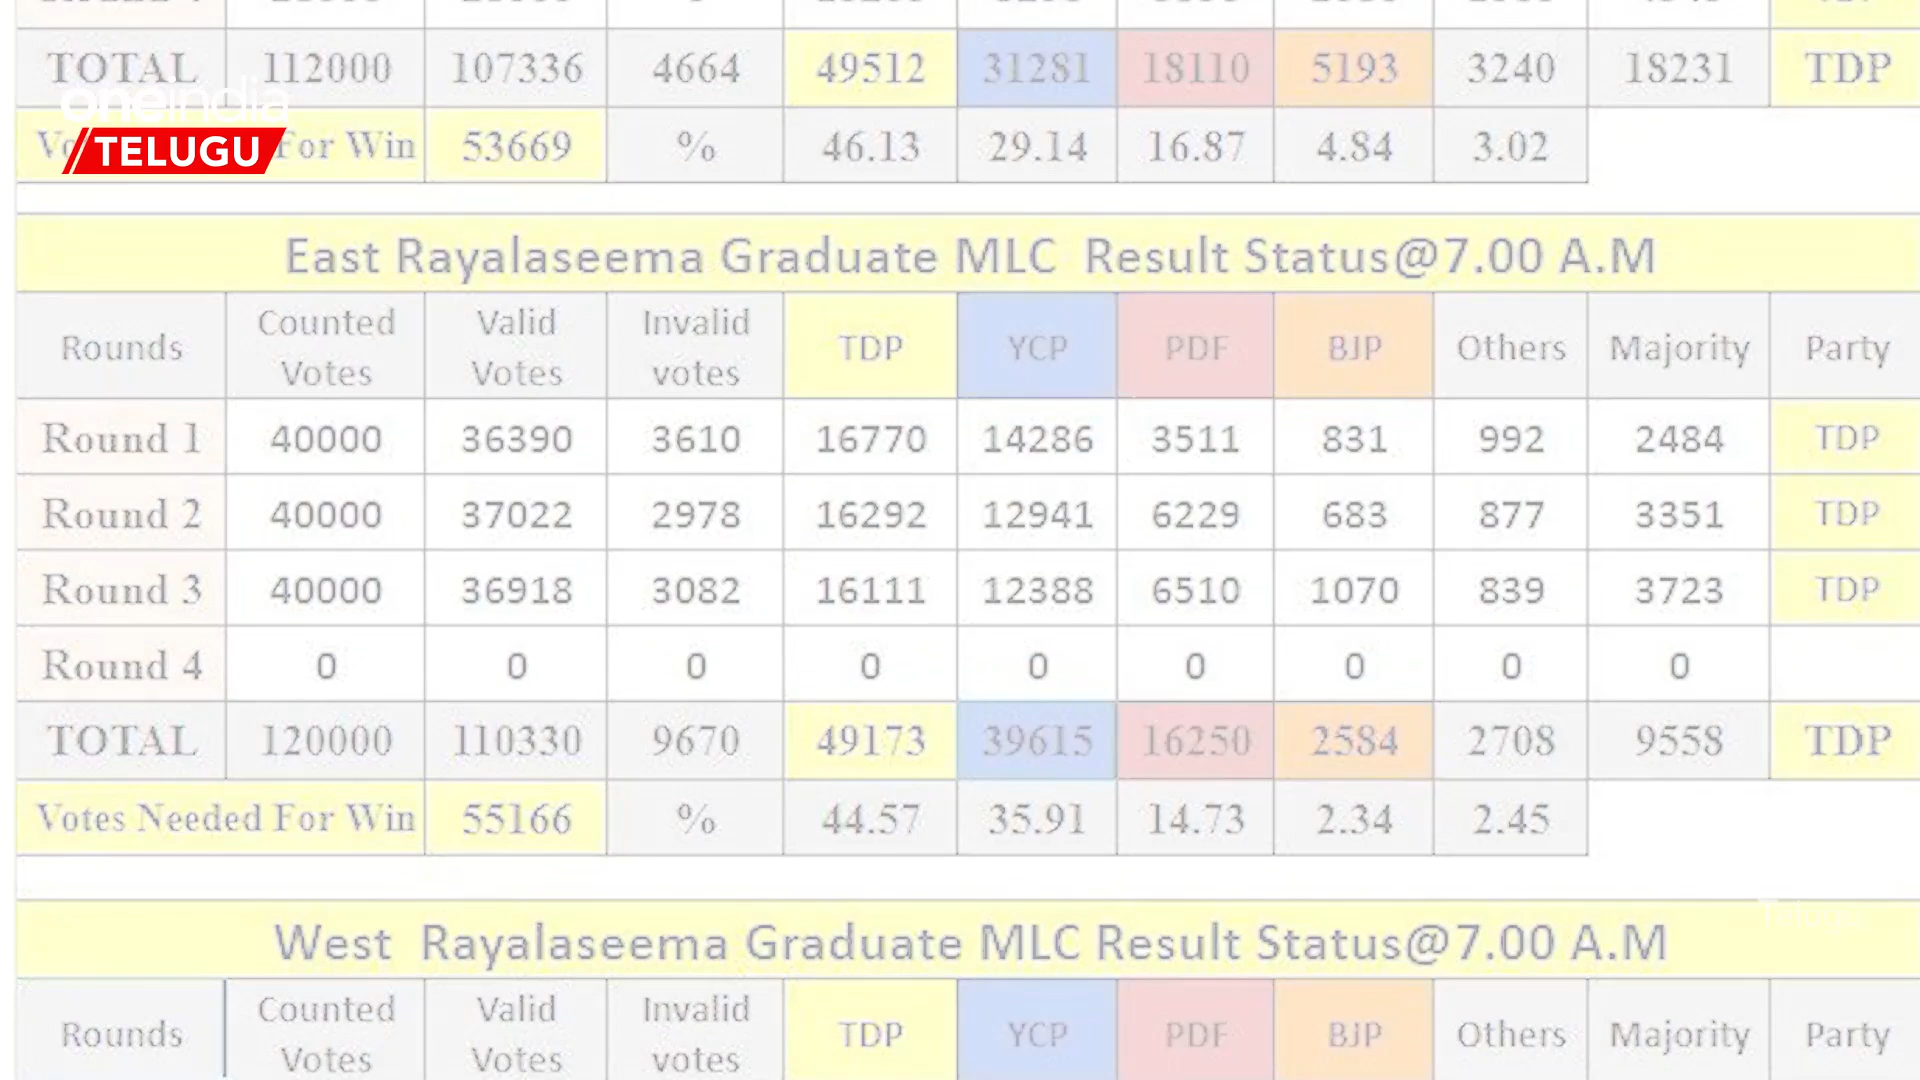 TOTAL 112000 107336 4664 49512 31281 18110 5193 3240 18231 TDP
oneindia
TELUGU
For Win 53669 % 46.13 29.14 16.87 4.84 3.02
East Rayalaseema Graduate MLC Result Status@7.00 A.M
Rounds Counted Votes Valid Votes Invalid votes TDP YCP PDF BJP Others Majority Party
Round 1 40000 36390 3610 16770 14286 3511 831 992 2484 TDP
Round 2 40000 37022 2978 16292 12941 6229 683 877 3351 TDP
Round 3 40000 36918 3082 16111 12388 6510 1070 839 3723 TDP
Round 4 0 0 0 0 0 0 0 0 0
TOTAL 120000 110330 9670 49173 39615 16250 2584 2708 9558 TDP
Votes Needed For Win 55166 % 44.57 35.91 14.73 2.34 2.45
West Rayalaseema Graduate MLC Result Status@7.00 A.M
Rounds Counted Votes Valid Votes Invalid votes TDP YCP PDF BJP Others Majority Party